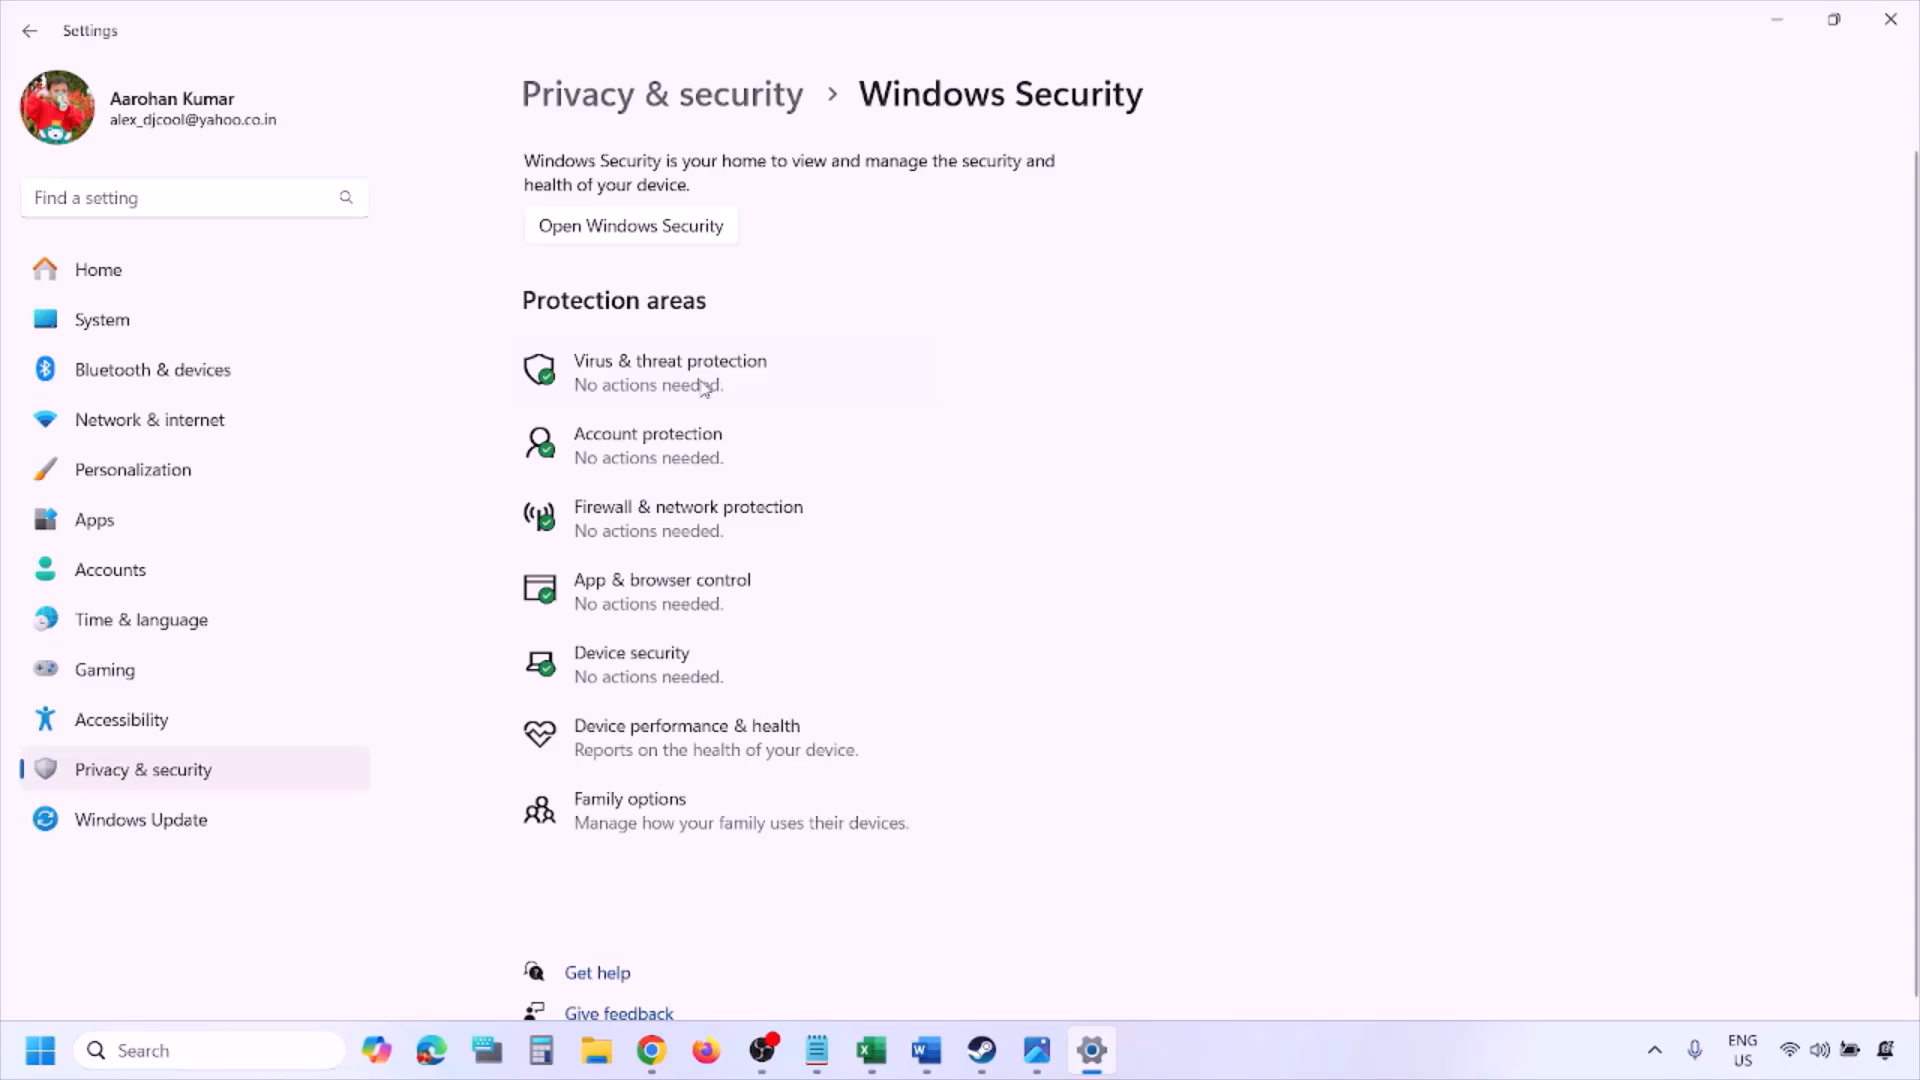 Settings
Aarohan Kumar
alex_djcool@yahoo.co.in
Find a setting
Home
System
Bluetooth & devices
Network & internet
Personalization
Apps
Accounts
Time & language
Gaming
Accessibility
Privacy & security
Windows Update
Privacy & security > Windows Security
Windows Security is your home to view and manage the security and
health of your device.
Open Windows Security
Protection areas
Virus & threat protection
No actions needed.
Account protection
No actions needed.
Firewall & network protection
No actions needed.
App & browser control
No actions needed.
Device security
No actions needed.
Device performance & health
Reports on the health of your device.
Family options
Manage how your family uses their devices.
Get help
Give feedback
Search
ENG
US